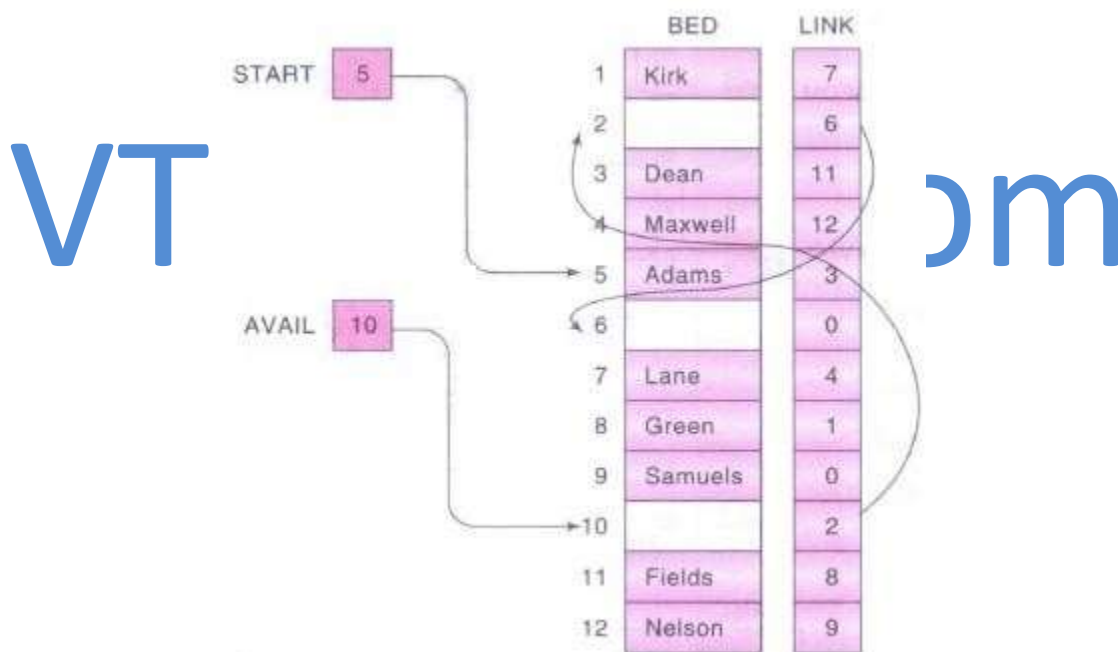 BED LINK
START 5 1 Kirk 7
2 6
VT om
3 Dean 11
4 Maxwell 12
5 Adams 3
AVAIL 10 6 0
7 Lane 4
8 Green 1
9 Samuels 0
10 2
11 Fields 8
12 Nelson 9